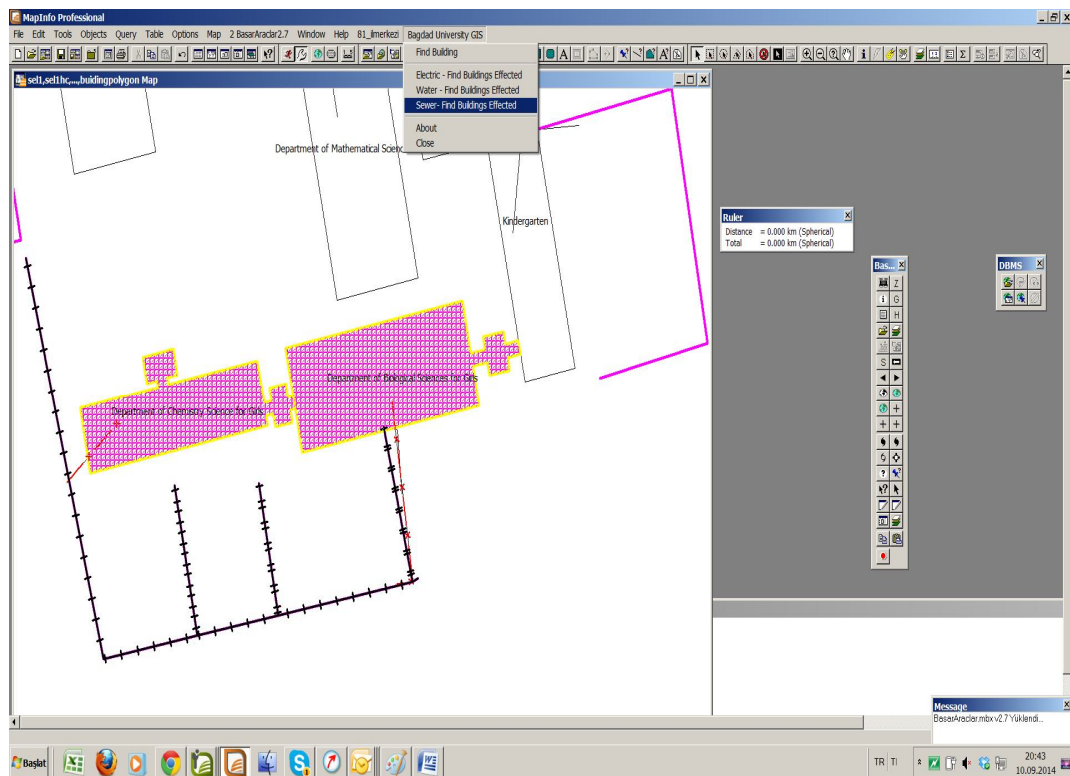 MapInfo Professional
File Edit Tools Objects Query Table Options Map 2 BasarAraclar2.7 Window Help 81_ilmerkezi Bagdad University GIS
Find Building
Electric - Find Buildings Effected
Water - Find Buildings Effected
Sewer- Find Buildings Effected
About
Close
sel1,sel1hc,...,buidingpolygon Map
Department of Mathematical Scienc
Kindergarten
Department of Biological Sciences for Girls
Department of Chemistry Science for Girls
Ruler
Distance = 0.000 km (Spherical)
Total = 0.000 km (Spherical)
Bas...
Z
G
H
S
DBMS
Message
BasarAraclar.mbx v2.7 Yüklendi...
Başlat
TR
20:43
10.09.2014